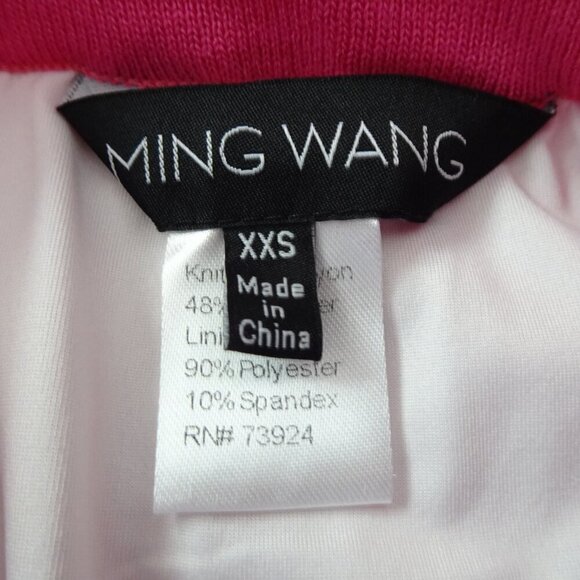 MING WANG
XXS
Made
in
China
Knit
48%
90% Polyester
10% Spandex
RN# 73924